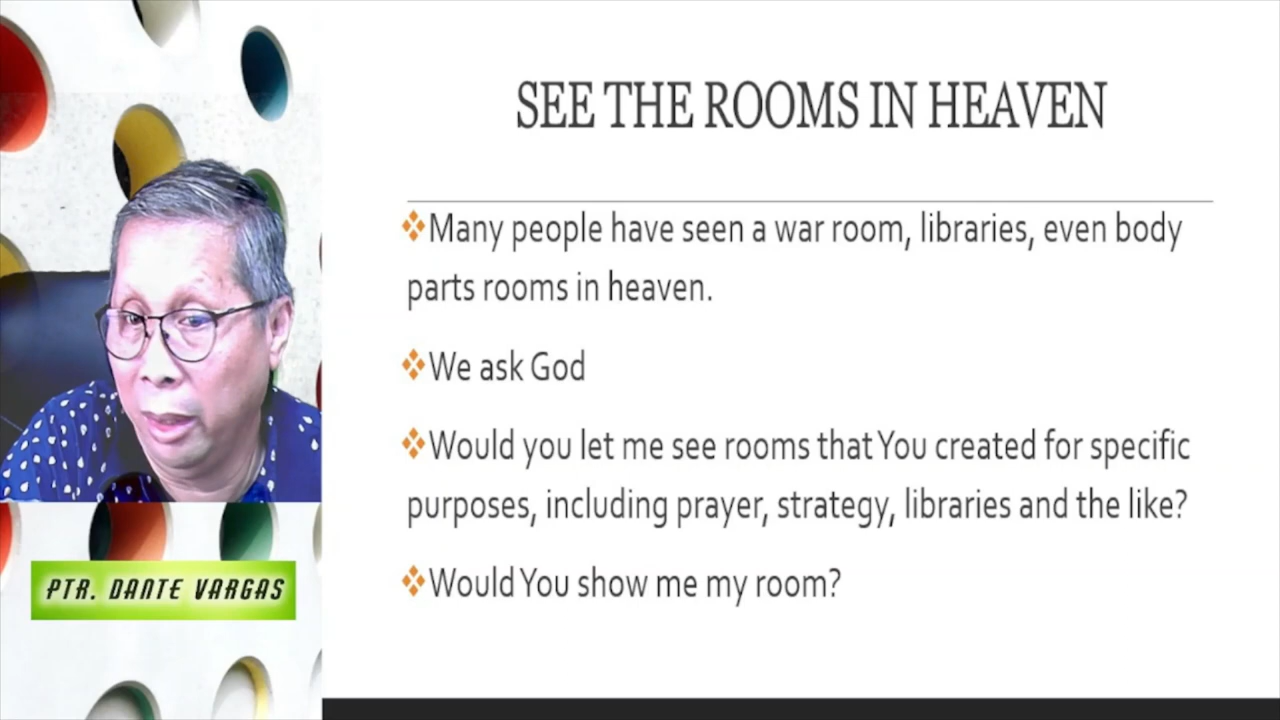 SEE THE ROOMS IN HEAVEN
❖Many people have seen a war room, libraries, even body
parts rooms in heaven.
❖We ask God
❖Would you let me see rooms that You created for specific
purposes, including prayer, strategy, libraries and the like?
❖Would You show me my room?
PTR. DANTE VARGAS